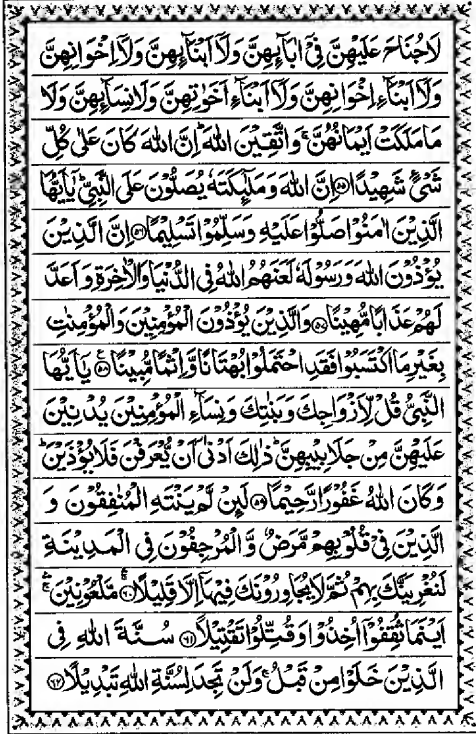 لَاجُنَاحَ عَلَيْهِنَّ فِيْٓ اٰبَآئِهِنَّ وَلَآ اَبْنَآئِهِنَّ وَلَآ اِخْوَانِهِنَّ
وَلَآ اَبْنَآءِ اِخْوَانِهِنَّ وَلَآ اَبْنَآءِ اَخَوٰتِهِنَّ وَلَا نِسَآئِهِنَّ وَلَا
مَا مَلَكَتْ اَيْمَانُهُنَّ ۚ وَاتَّقِيْنَ اللّٰهَ ؕ اِنَّ اللّٰهَ كَانَ عَلٰى كُلِّ
شَيْءٍ شَهِيْدًا ﴿۵۵﴾ اِنَّ اللّٰهَ وَمَلٰٓئِكَتَهٗ يُصَلُّوْنَ عَلَى النَّبِيِّ ؕ يٰٓاَيُّهَا
الَّذِيْنَ اٰمَنُوْا صَلُّوْا عَلَيْهِ وَسَلِّمُوْا تَسْلِيْمًا ﴿۵۶﴾ اِنَّ الَّذِيْنَ
يُؤْذُوْنَ اللّٰهَ وَرَسُوْلَهٗ لَعَنَهُمُ اللّٰهُ فِي الدُّنْيَا وَالْاٰخِرَةِ وَاَعَدَّ
لَهُمْ عَذَابًا مُّهِيْنًا ﴿۵۷﴾ وَالَّذِيْنَ يُؤْذُوْنَ الْمُؤْمِنِيْنَ وَالْمُؤْمِنٰتِ
بِغَيْرِ مَا اكْتَسَبُوْا فَقَدِ احْتَمَلُوْا بُهْتَانًا وَّاِثْمًا مُّبِيْنًا ﴿۵۸﴾ ع يٰٓاَيُّهَا
النَّبِيُّ قُلْ لِّاَزْوَاجِكَ وَبَنٰتِكَ وَنِسَآءِ الْمُؤْمِنِيْنَ يُدْنِيْنَ
عَلَيْهِنَّ مِنْ جَلَابِيْبِهِنَّ ؕ ذٰلِكَ اَدْنٰٓى اَنْ يُّعْرَفْنَ فَلَا يُؤْذَيْنَ ؕ
وَكَانَ اللّٰهُ غَفُوْرًا رَّحِيْمًا ﴿۵۹﴾ لَئِنْ لَّمْ يَنْتَهِ الْمُنٰفِقُوْنَ وَ
الَّذِيْنَ فِيْ قُلُوْبِهِمْ مَّرَضٌ وَّالْمُرْجِفُوْنَ فِي الْمَدِيْنَةِ
لَنُغْرِيَنَّكَ بِهِمْ ثُمَّ لَا يُجَاوِرُوْنَكَ فِيْهَآ اِلَّا قَلِيْلًا ﴿۶۰﴾ مَّلْعُوْنِيْنَ ۛ
اَيْنَمَا ثُقِفُوْٓا اُخِذُوْا وَقُتِّلُوْا تَقْتِيْلًا ﴿۶۱﴾ سُنَّةَ اللّٰهِ فِي
الَّذِيْنَ خَلَوْا مِنْ قَبْلُ ۚ وَلَنْ تَجِدَ لِسُنَّةِ اللّٰهِ تَبْدِيْلًا ﴿۶۲﴾